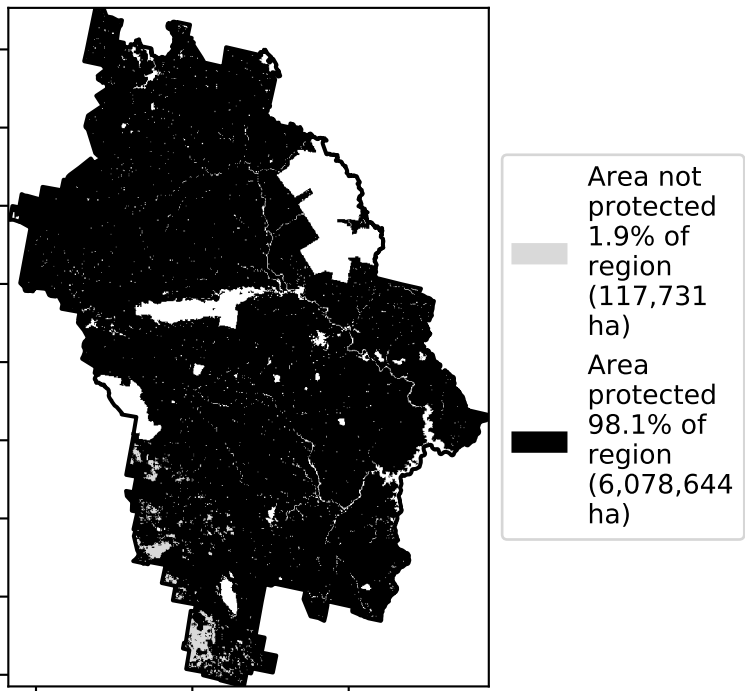 Area not
protected
1.9% of
region
(117,731
ha)
Area
protected
98.1% of
region
(6,078,644
ha)